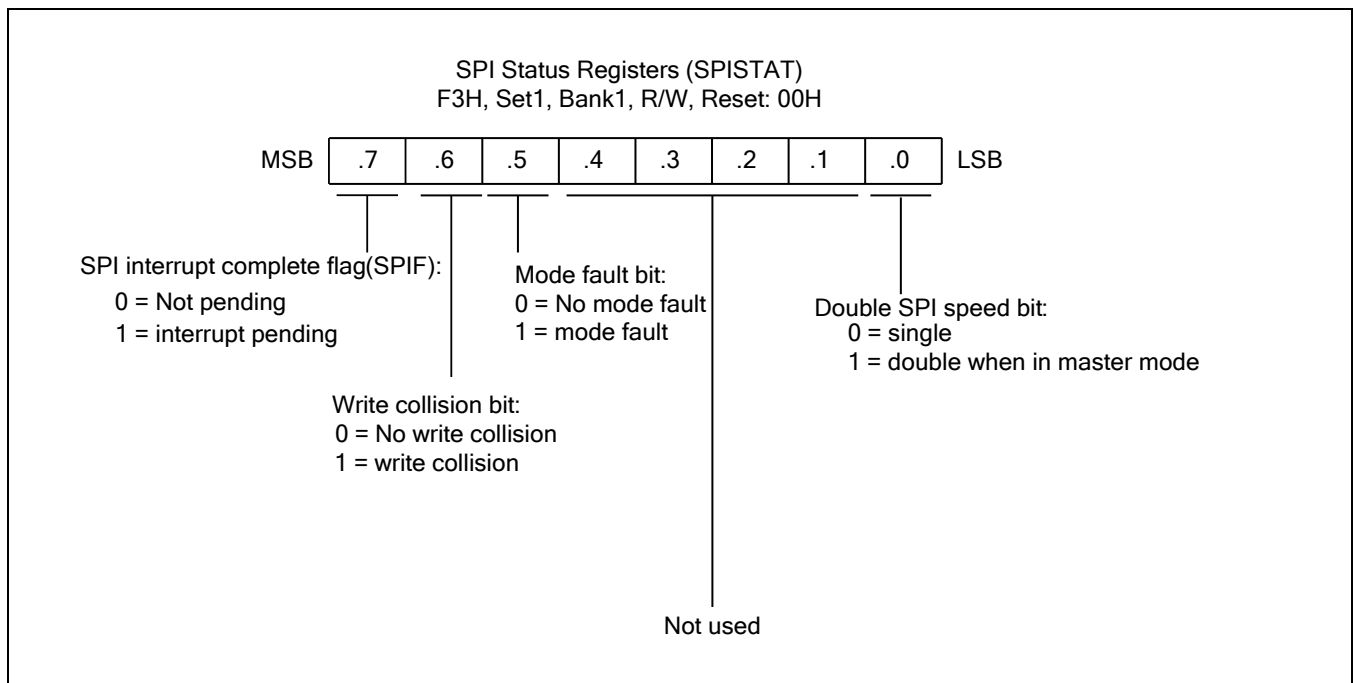 SPI Status Registers (SPISTAT)
F3H, Set1, Bank1, R/W, Reset: 00H
MSB .7 .6 .5 .4 .3 .2 .1 .0 LSB
SPI interrupt complete flag(SPIF):
0 = Not pending
1 = interrupt pending
Mode fault bit:
0 = No mode fault
1 = mode fault
Double SPI speed bit:
0 = single
1 = double when in master mode
Write collision bit:
0 = No write collision
1 = write collision
Not used